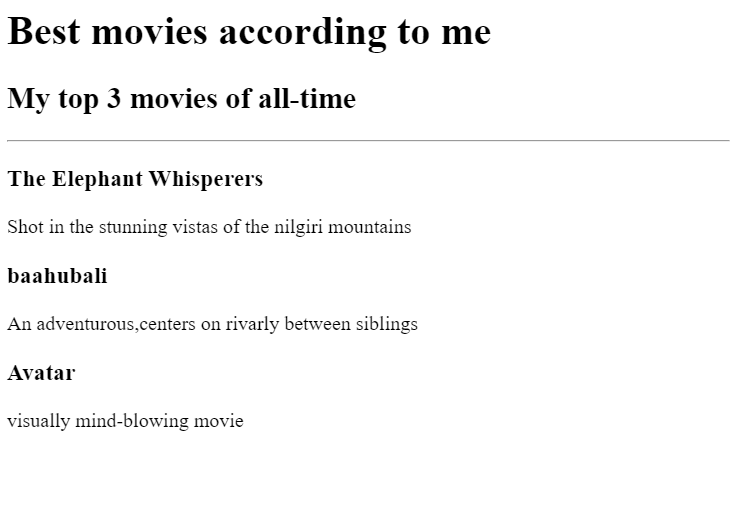 Best movies according to me
My top 3 movies of all-time
The Elephant Whisperers
Shot in the stunning vistas of the nilgiri mountains
baahubali
An adventurous,centers on rivarly between siblings
Avatar
visually mind-blowing movie